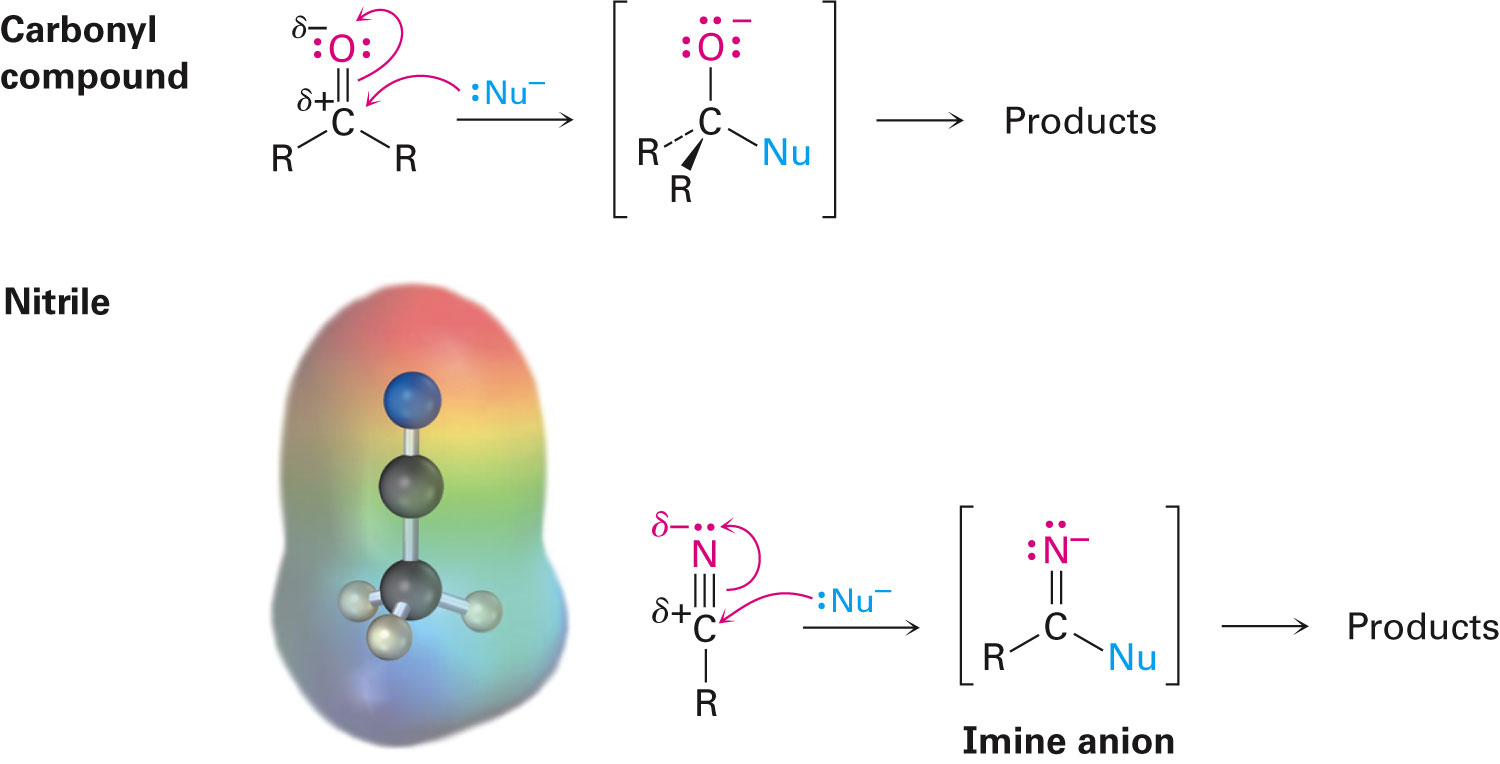 Carbonyl
compound
δ−
:O:
δ+
C
R R
:Nu−
:O:−
C
R
R
Nu
Products
Nitrile
δ−
N
δ+
C
R
:Nu−
:N−
C
R Nu
Products
Imine anion